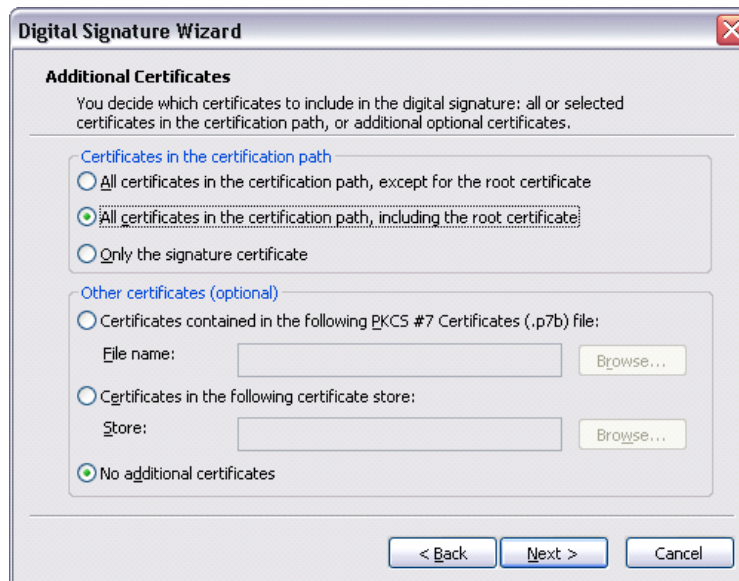 Digital Signature Wizard
Additional Certificates
You decide which certificates to include in the digital signature: all or selected
certificates in the certification path, or additional optional certificates.
Certificates in the certification path
All certificates in the certification path, except for the root certificate
All certificates in the certification path, including the root certificate
Only the signature certificate
Other certificates (optional)
Certificates contained in the following PKCS #7 Certificates (.p7b) file:
File name:
Browse...
Certificates in the following certificate store:
Store:
Browse...
No additional certificates
< Back
Next >
Cancel